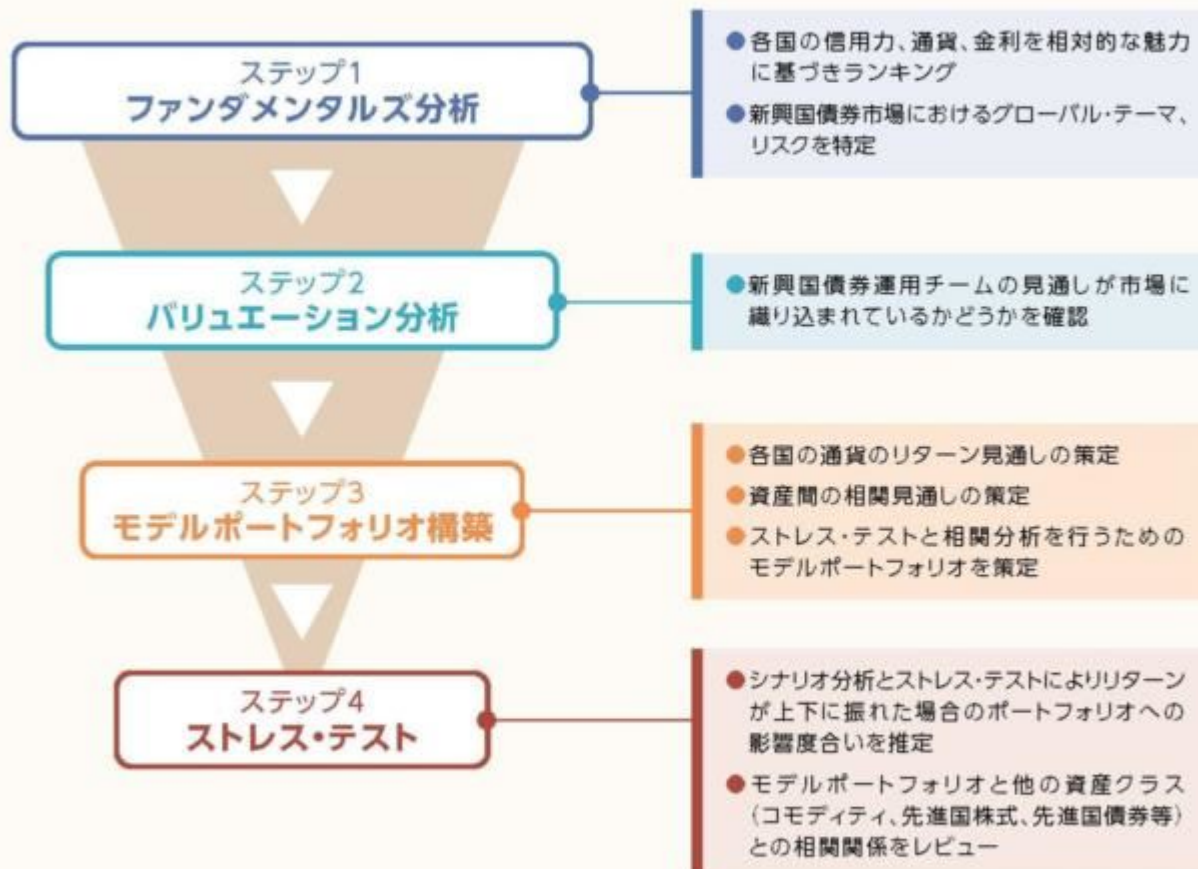 ステップ1
ファンダメンタルズ分析
●各国の信用力、通貨、金利を相対的な魅力
に基づきランキング
●新興国債券市場におけるグローバル・テーマ、
リスクを特定
ステップ2
バリュエーション分析
●新興国債券運用チームの見通しが市場に
織り込まれているかどうかを確認
ステップ3
モデルポートフォリオ構築
●各国の通貨のリターン見通しの策定
●資産間の相関見通しの策定
●ストレス・テストと相関分析を行うための
モデルポートフォリオを策定
ステップ4
ストレス・テスト
●シナリオ分析とストレス・テストによりリターン
が上下に振れた場合のポートフォリオへの
影響度合いを推定
●モデルポートフォリオと他の資産クラス
(コモディティ、先進国株式、先進国債券等)
との相関関係をレビュー